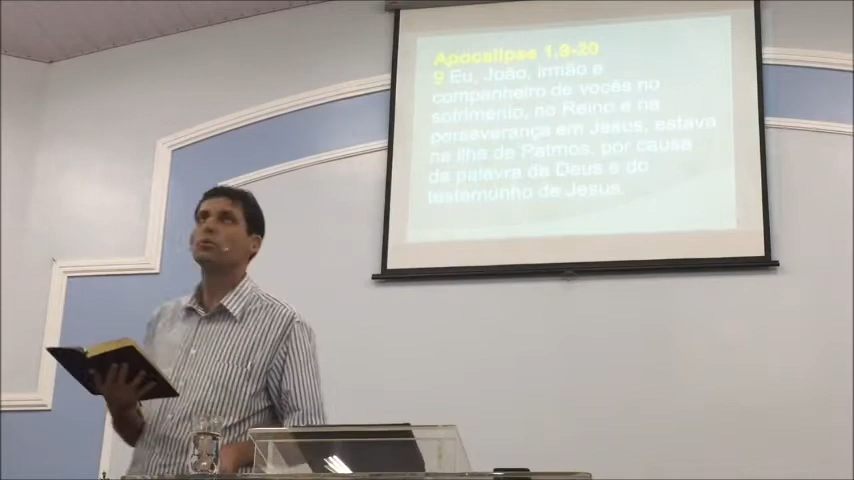 Apocalipse 1.9-20
9 Eu, João, irmão e
companheiro de vocês no
sofrimento, no Reino e na
perseverança em Jesus, estava
na ilha de Patmos, por causa
da palavra de Deus e do
testemunho de Jesus.